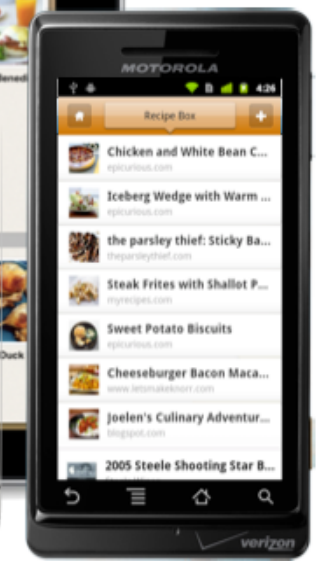 MOTOROLA
4:26
Recipe Box
Chicken and White Bean C...
epicurious.com
Iceberg Wedge with Warm ...
epicurious.com
the parsley thief: Sticky Ba...
theparsleythief.com
Steak Frites with Shallot P...
myrecipes.com
Sweet Potato Biscuits
epicurious.com
Cheeseburger Bacon Maca...
www.letsmakeknorr.com
Joelen's Culinary Adventur...
blogspot.com
2005 Steele Shooting Star B...
Duck
verizon